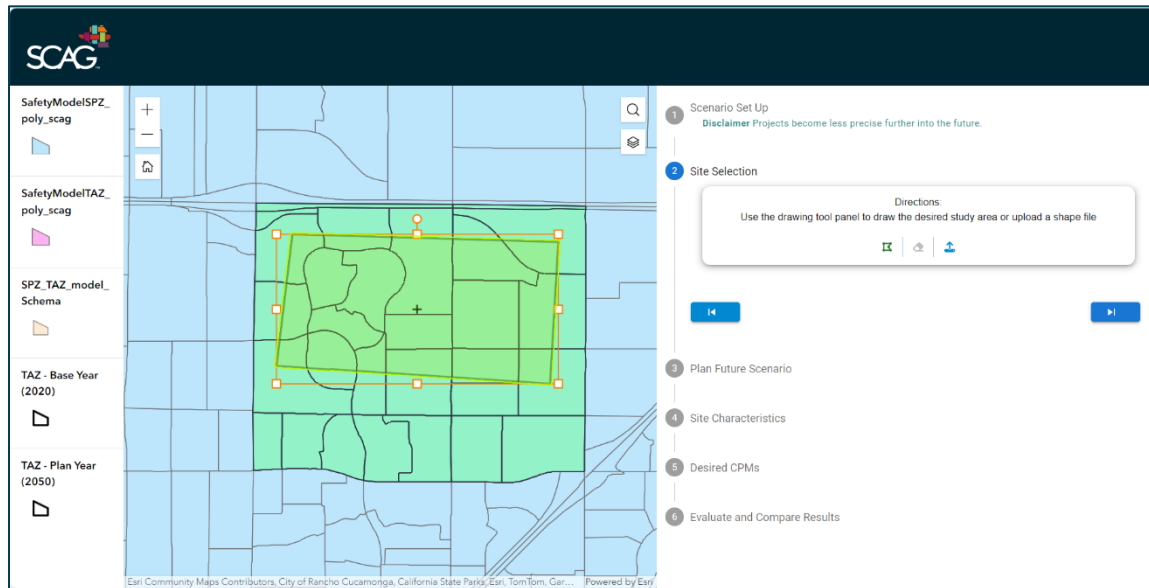 SCAG
SafetyModelSPZ_
poly_scag
SafetyModelTAZ_
poly_scag
SPZ_TAZ_model_
Schema
TAZ - Base Year
(2020)
TAZ - Plan Year
(2050)
Esri Community Maps Contributors, City of Rancho Cucamonga, California State Parks, Esri, TomTom, Gar...
Powered by Esri
1
Scenario Set Up
Disclaimer Projects become less precise further into the future.
2
Site Selection
Directions:
Use the drawing tool panel to draw the desired study area or upload a shape file
3
Plan Future Scenario
4
Site Characteristics
5
Desired CPMs
6
Evaluate and Compare Results